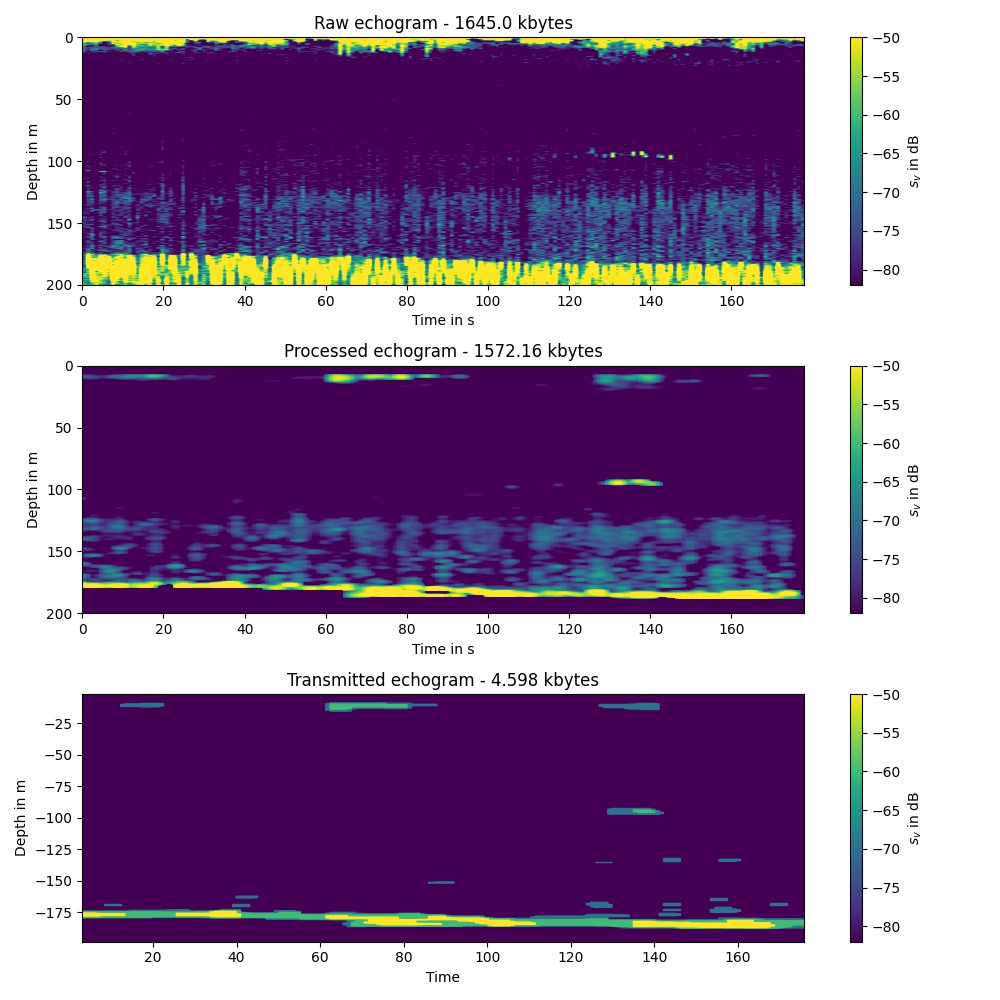 Raw echogram - 1645.0 kbytes
0
50
100
150
200
Depth in m
0 20 40 60 80 100 120 140 160
Time in s
−50
−55
−60
−65
−70
−75
−80
sv in dB
Processed echogram - 1572.16 kbytes
0
50
100
150
200
Depth in m
0 20 40 60 80 100 120 140 160
Time in s
−50
−55
−60
−65
−70
−75
−80
sv in dB
Transmitted echogram - 4.598 kbytes
−25
−50
−75
−100
−125
−150
−175
Depth in m
20 40 60 80 100 120 140 160
Time
−50
−55
−60
−65
−70
−75
−80
sv in dB